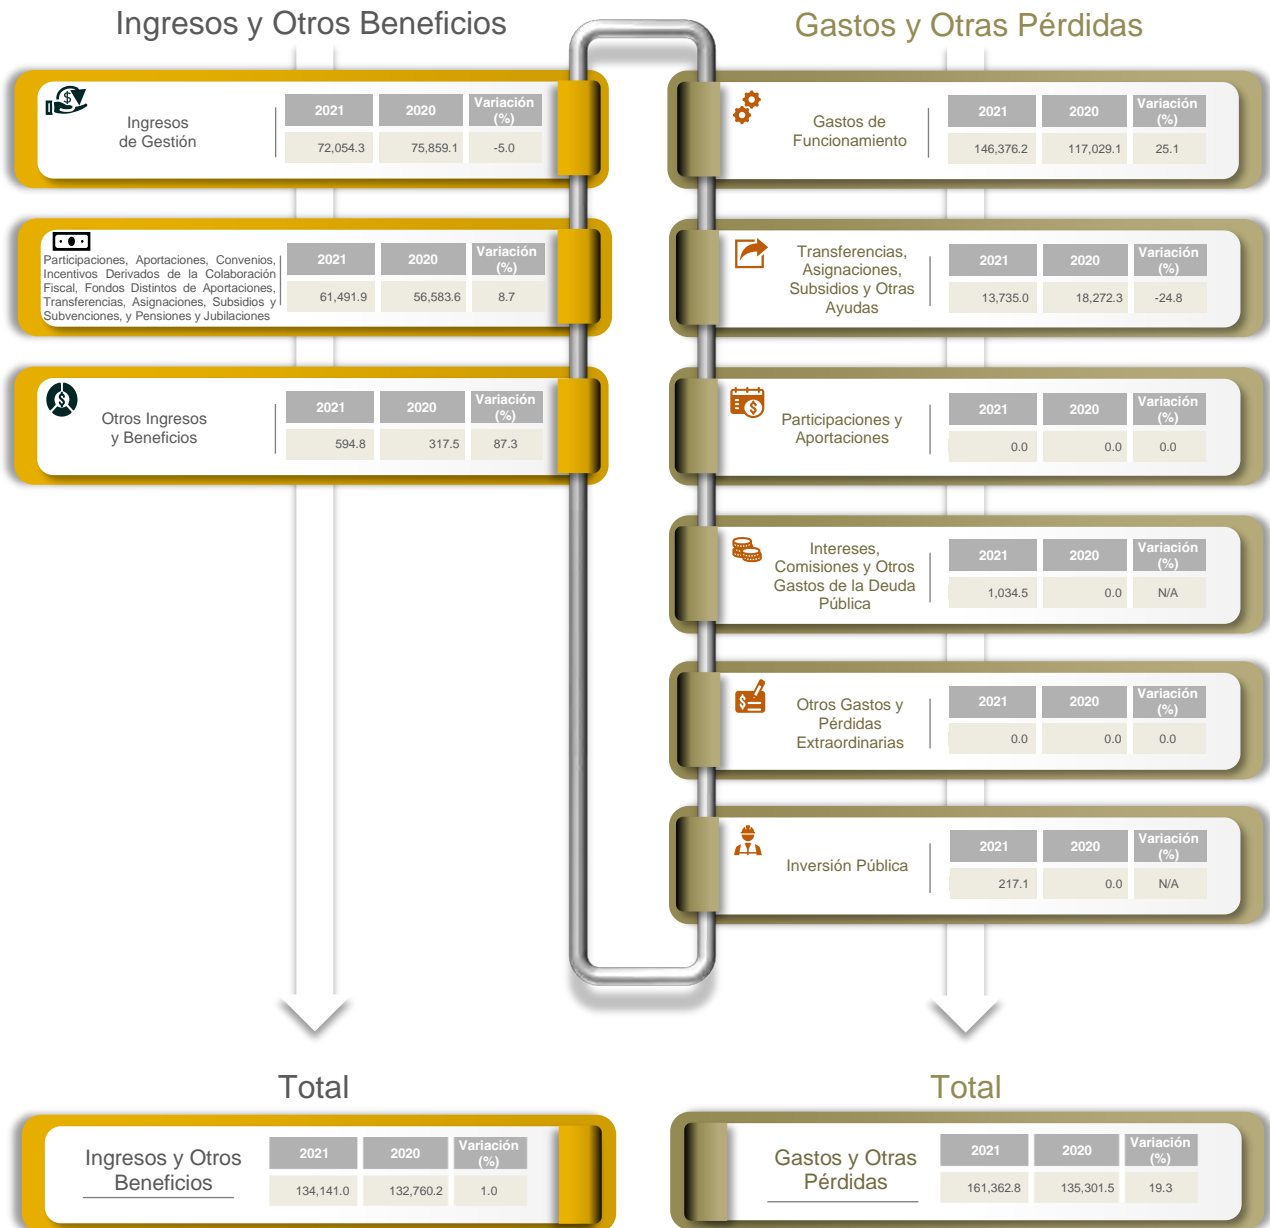 Ingresos y Otros Beneficios
Ingresos
de Gestión
2021 2020 Variación
(%)
72,054.3 75,859.1 -5.0
Participaciones, Aportaciones, Convenios,
Incentivos Derivados de la Colaboración
Fiscal, Fondos Distintos de Aportaciones,
Transferencias, Asignaciones, Subsidios y
Subvenciones, y Pensiones y Jubilaciones
2021 2020 Variación
(%)
61,491.9 56,583.6 8.7
Otros Ingresos
y Beneficios
2021 2020 Variación
(%)
594.8 317.5 87.3
Total
Ingresos y Otros
Beneficios
2021 2020 Variación
(%)
134,141.0 132,760.2 1.0
Gastos y Otras Pérdidas
Gastos de
Funcionamiento
2021 2020 Variación
(%)
146,376.2 117,029.1 25.1
Transferencias,
Asignaciones,
Subsidios y Otras
Ayudas
2021 2020 Variación
(%)
13,735.0 18,272.3 -24.8
Participaciones y
Aportaciones
2021 2020 Variación
(%)
0.0 0.0 0.0
Intereses,
Comisiones y Otros
Gastos de la Deuda
Pública
2021 2020 Variación
(%)
1,034.5 0.0 N/A
Otros Gastos y
Pérdidas
Extraordinarias
2021 2020 Variación
(%)
0.0 0.0 0.0
Inversión Pública
2021 2020 Variación
(%)
217.1 0.0 N/A
Total
Gastos y Otras
Pérdidas
2021 2020 Variación
(%)
161,362.8 135,301.5 19.3